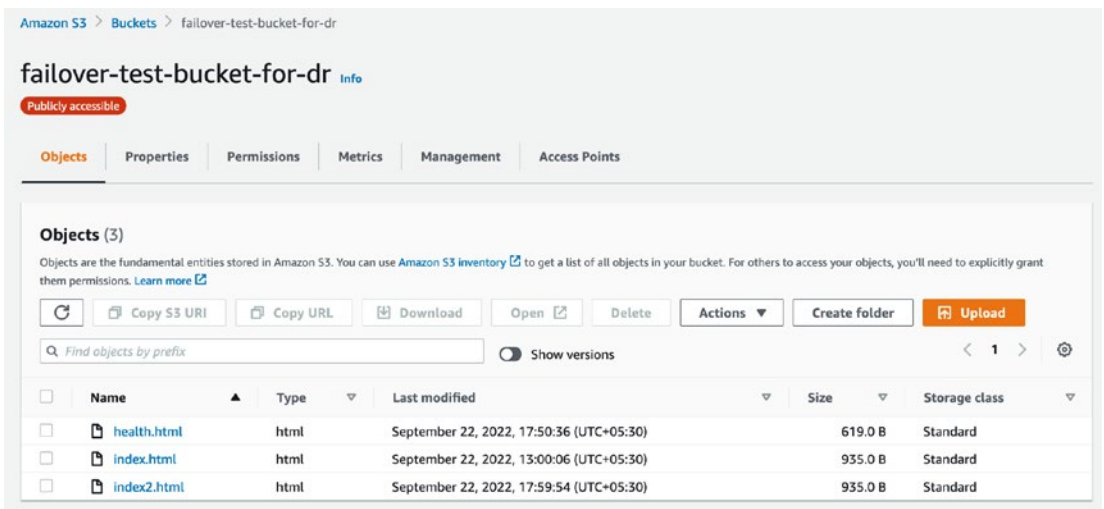 Amazon S3 > Buckets > failover-test-bucket-for-dr
failover-test-bucket-for-dr Info
Publicly accessible
Objects Properties Permissions Metrics Management Access Points
Objects (3)
Objects are the fundamental entities stored in Amazon S3. You can use Amazon S3 inventory to get a list of all objects in your bucket. For others to access your objects, you'll need to explicitly grant
them permissions. Learn more
Copy S3 URI Copy URL Download Open Delete Actions Create folder Upload
Find objects by prefix Show versions < 1 >
Name Type Last modified Size Storage class
health.html html September 22, 2022, 17:50:36 (UTC+05:30) 619.0 B Standard
index.html html September 22, 2022, 13:00:06 (UTC+05:30) 935.0 B Standard
index2.html html September 22, 2022, 17:59:54 (UTC+05:30) 935.0 B Standard